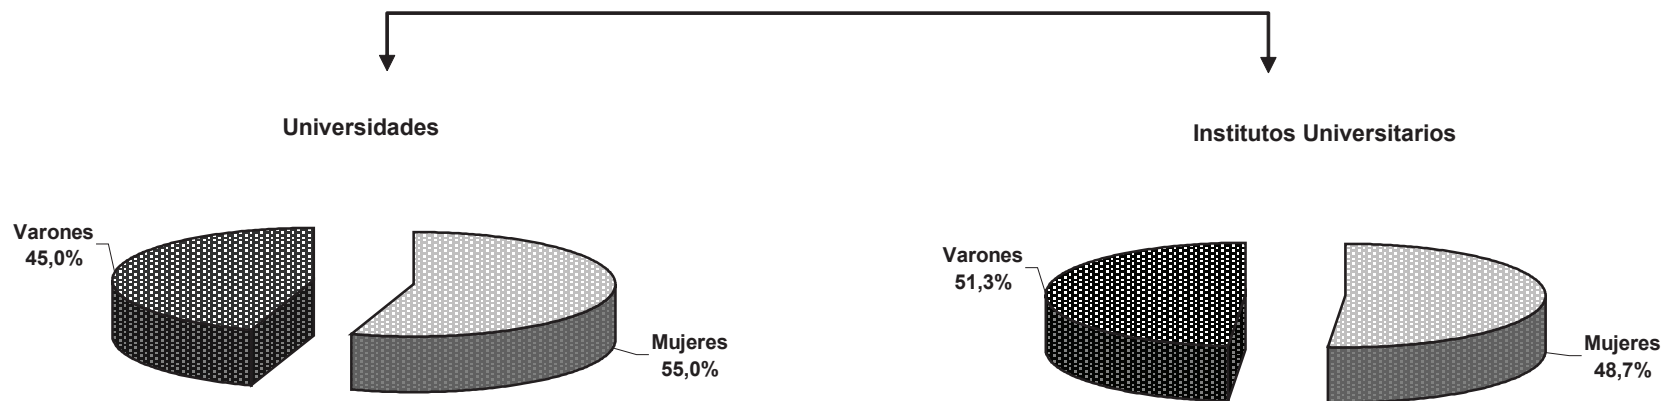 Universidades
Varones
45,0%
Mujeres
55,0%
Institutos Universitarios
Varones
51,3%
Mujeres
48,7%